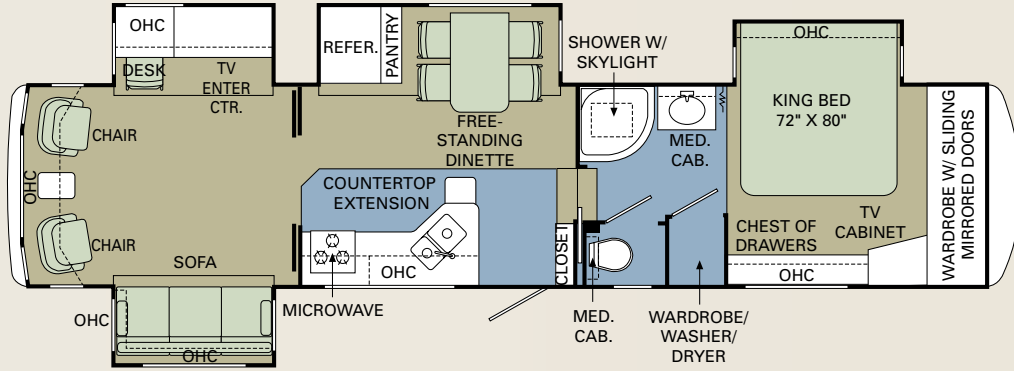 OHC
DESK
TV
ENTER
CTR.
CHAIR
OHC
CHAIR
SOFA
OHC
OHC
REFER.
PANTRY
FREE-
STANDING
DINETTE
COUNTERTOP
EXTENSION
OHC
MICROWAVE
CLOSET
SHOWER W/
SKYLIGHT
MED.
CAB.
MED.
CAB.
WARDROBE/
WASHER/
DRYER
OHC
KING BED
72" X 80"
CHEST OF
DRAWERS
TV
CABINET
OHC
WARDROBE W/ SLIDING
MIRRORED DOORS